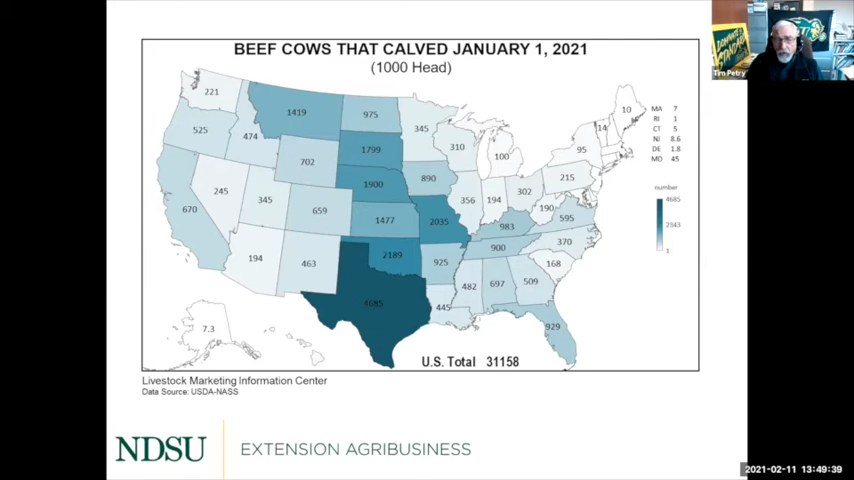 BEEF COWS THAT CALVED JANUARY 1, 2021
(1000 Head)
221
1419
975
345
10
525
474
14
MA 7
RI 1
CT 5
NJ 8.6
DE 1.8
MD 45
1799
310
95
702
100
245
345
1900
890
215
number
4685
2343
1
670
659
356
194
302
190
1477
2035
983
595
194
463
2189
925
900
370
168
482
697
509
4685
445
929
7.3
U.S. Total 31158
Livestock Marketing Information Center
Data Source: USDA-NASS
NDSU
EXTENSION AGRIBUSINESS
Tim Petry
DOMINATE
STANDARD
2021-02-11 13:49:39